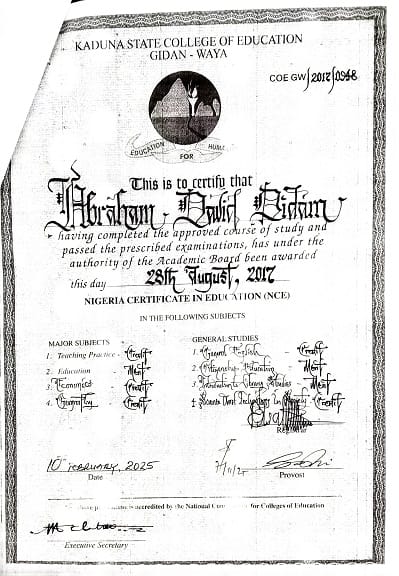 KADUNA STATE COLLEGE OF EDUCATION
GIDAN - WAYA
COE GW/2017/0948
EDUCATION FOR
This is to certify that
Abraham David
having completed the approved course of study and
passed the prescribed examinations, has under the
authority of the Academic Board been awarded
this day 28th August, 2017
NIGERIA CERTIFICATE IN EDUCATION (NCE)
IN THE FOLLOWING SUBJECTS
MAJOR SUBJECTS
1. Teaching Practice - Credit
2. Education - Merit
3. Economics - Credit
4. - Credit
GENERAL STUDIES
1. General English - Credit
2. Citizenship Education - Merit
3. Introduction to Library Studies - Merit
4. - Credit
10th FEBRUARY, 2025
Date
Provost
is accredited by the National for Colleges of Education
Executive Secretary